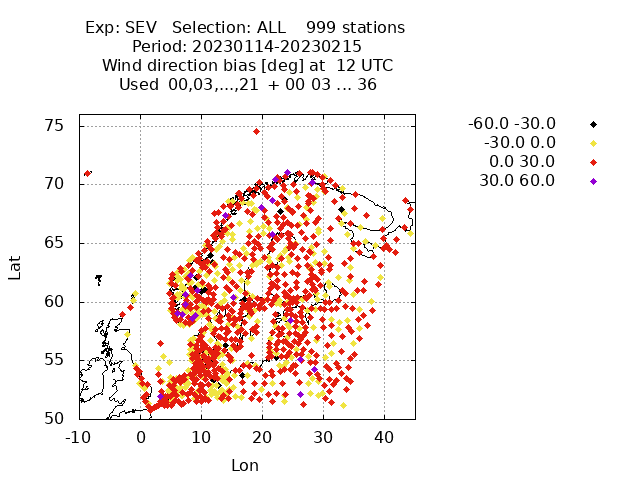 Exp: SEV   Selection: ALL    999 stations
Period: 20230114-20230215
Wind direction bias [deg] at  12 UTC
Used  00,03,...,21  + 00 03 ... 36
-60.0 -30.0
-30.0 0.0
0.0 30.0
30.0 60.0
75
70
65
60
55
50
Lat
-10 0 10 20 30 40
Lon